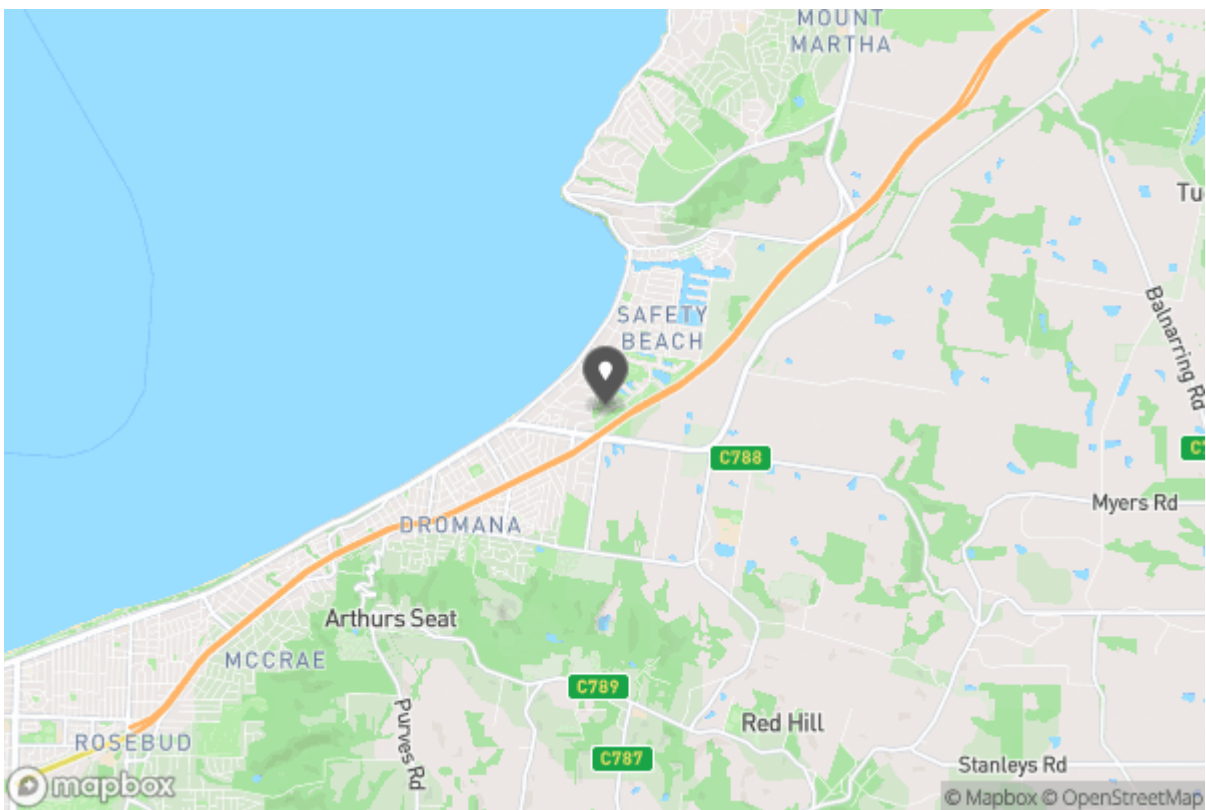 MOUNT
MARTHA
Tu
SAFETY
BEACH
Balnarring Rd
C788
C7
Myers Rd
DROMANA
Arthurs Seat
MCCRAE
C789
Purves Rd
Red Hill
ROSEBUD
C787
Stanleys Rd
mapbox
© Mapbox © OpenStreetMap